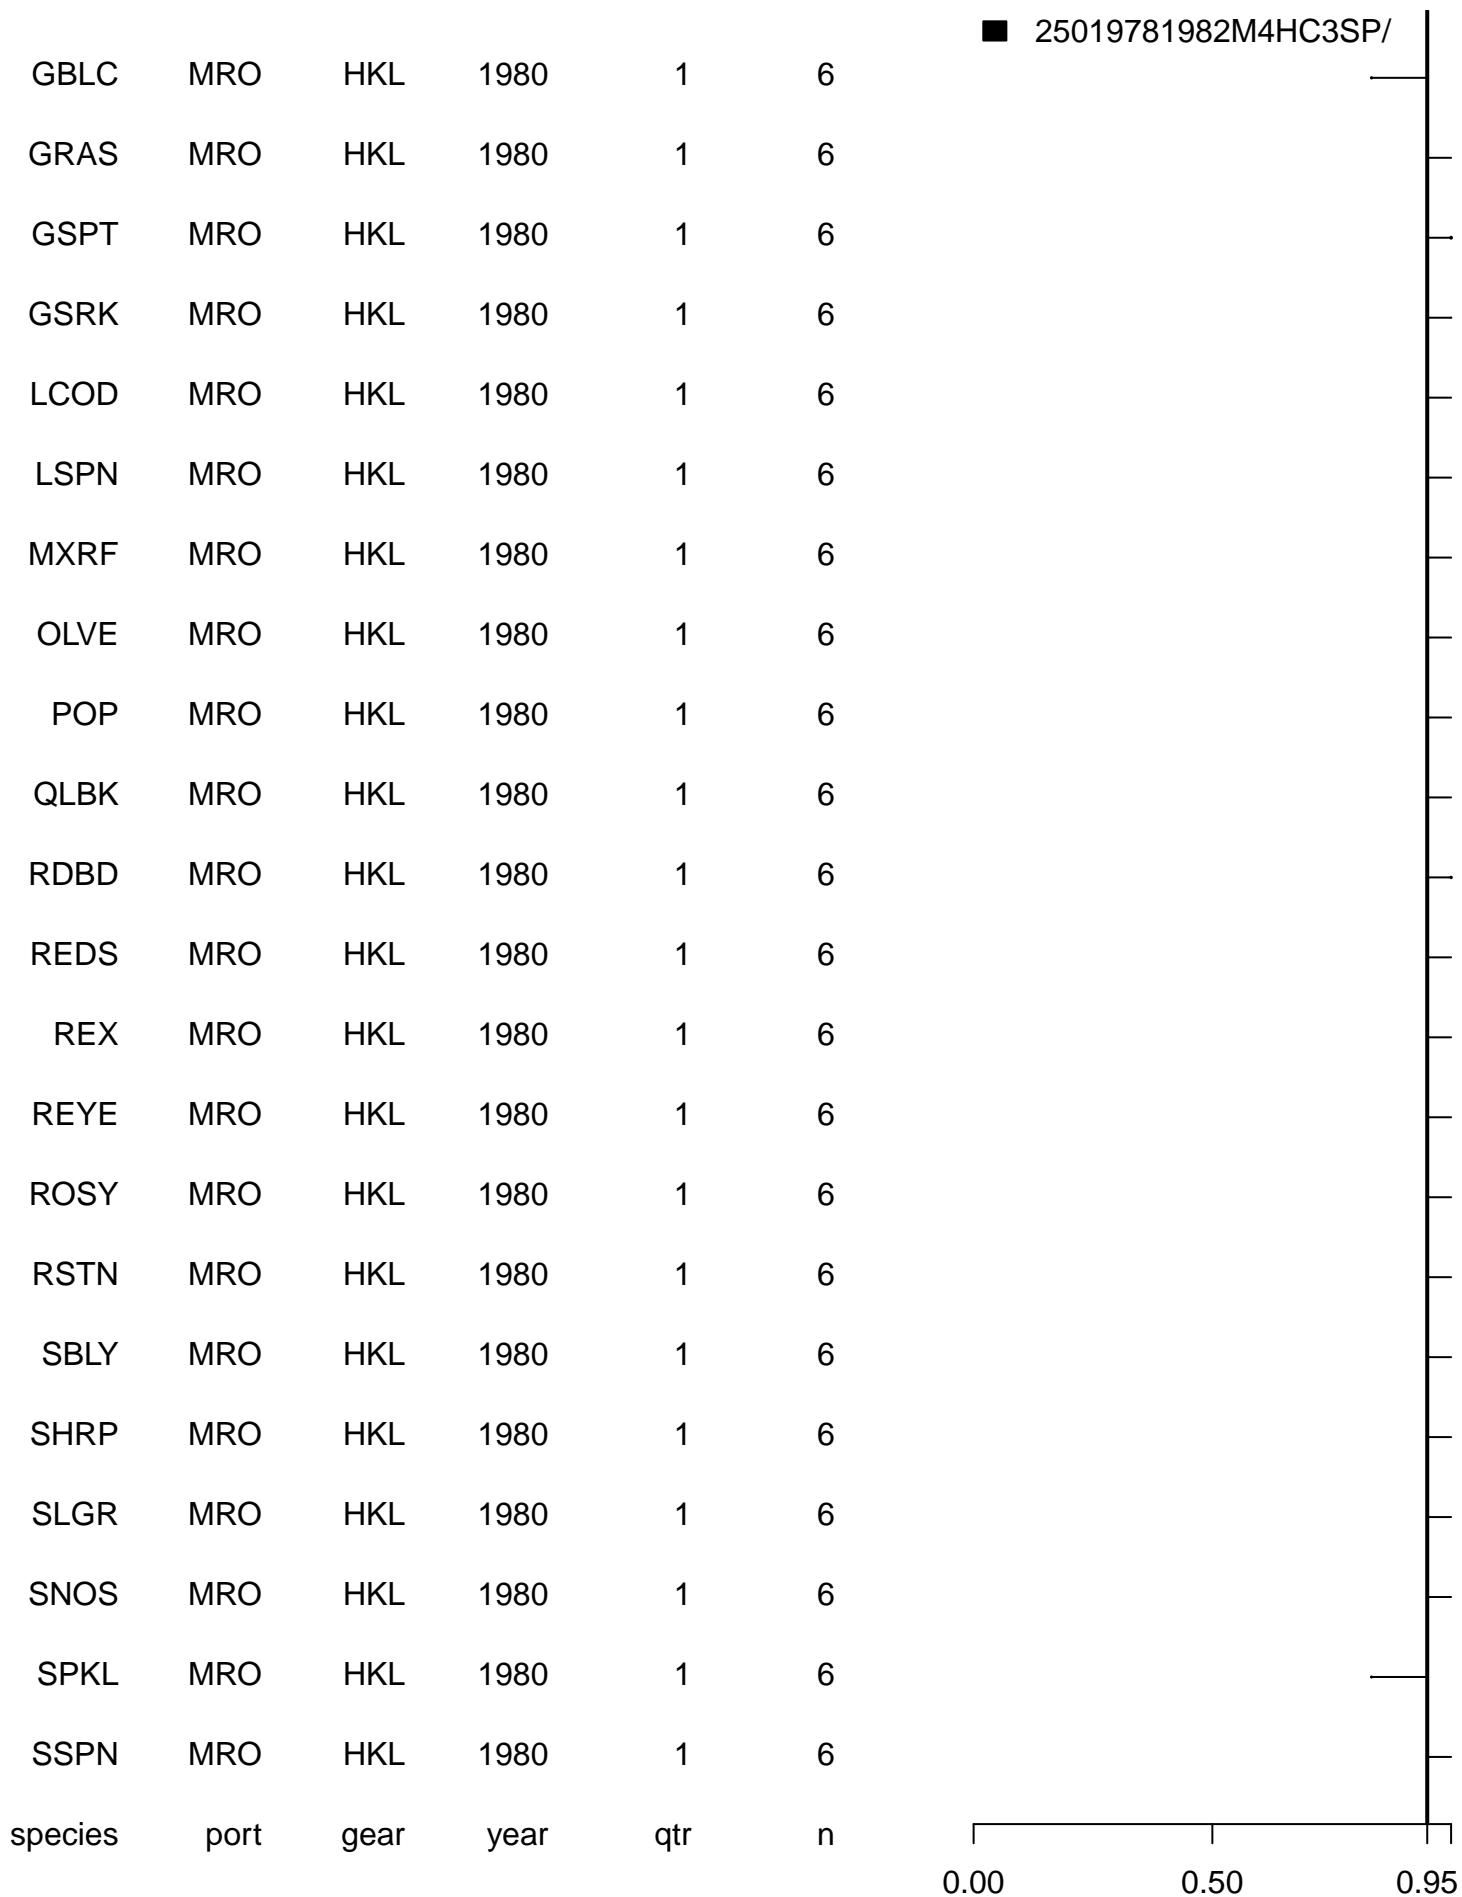 25019781982M4HC3SP/
GBLC MRO HKL 1980 1 6
GRAS MRO HKL 1980 1 6
GSPT MRO HKL 1980 1 6
GSRK MRO HKL 1980 1 6
LCOD MRO HKL 1980 1 6
LSPN MRO HKL 1980 1 6
MXRF MRO HKL 1980 1 6
OLVE MRO HKL 1980 1 6
POP MRO HKL 1980 1 6
QLBK MRO HKL 1980 1 6
RDBD MRO HKL 1980 1 6
REDS MRO HKL 1980 1 6
REX MRO HKL 1980 1 6
REYE MRO HKL 1980 1 6
ROSY MRO HKL 1980 1 6
RSTN MRO HKL 1980 1 6
SBLY MRO HKL 1980 1 6
SHRP MRO HKL 1980 1 6
SLGR MRO HKL 1980 1 6
SNOS MRO HKL 1980 1 6
SPKL MRO HKL 1980 1 6
SSPN MRO HKL 1980 1 6
species port gear year qtr n
0.00 0.50 0.95